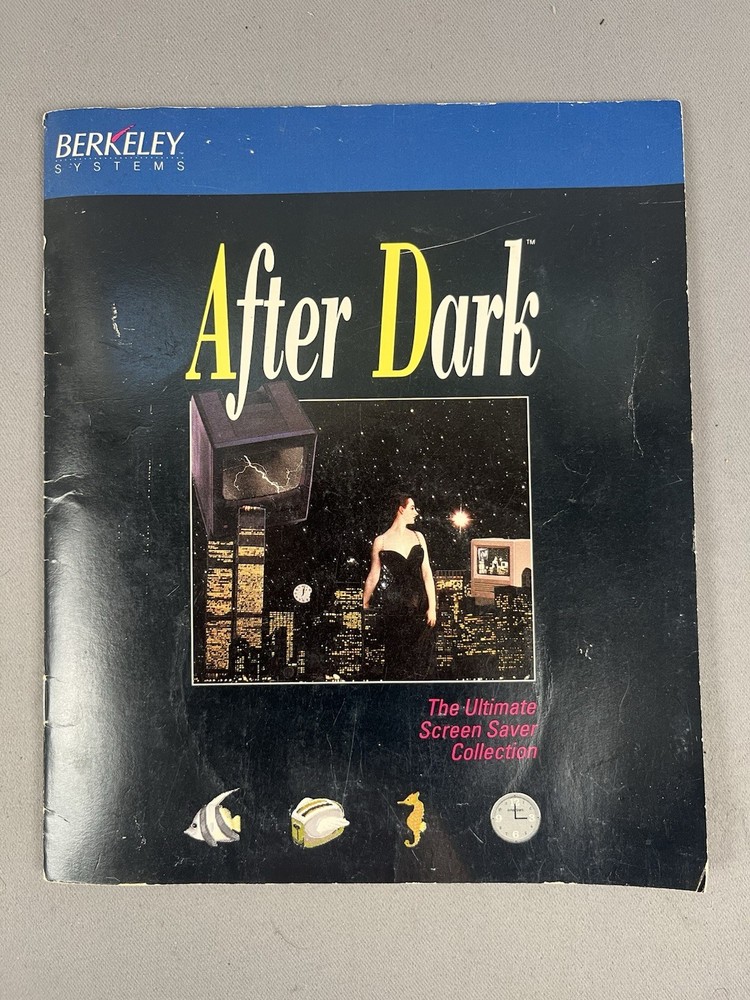 BERKELEY
SYSTEMS
After Dark™
The Ultimate
Screen Saver
Collection